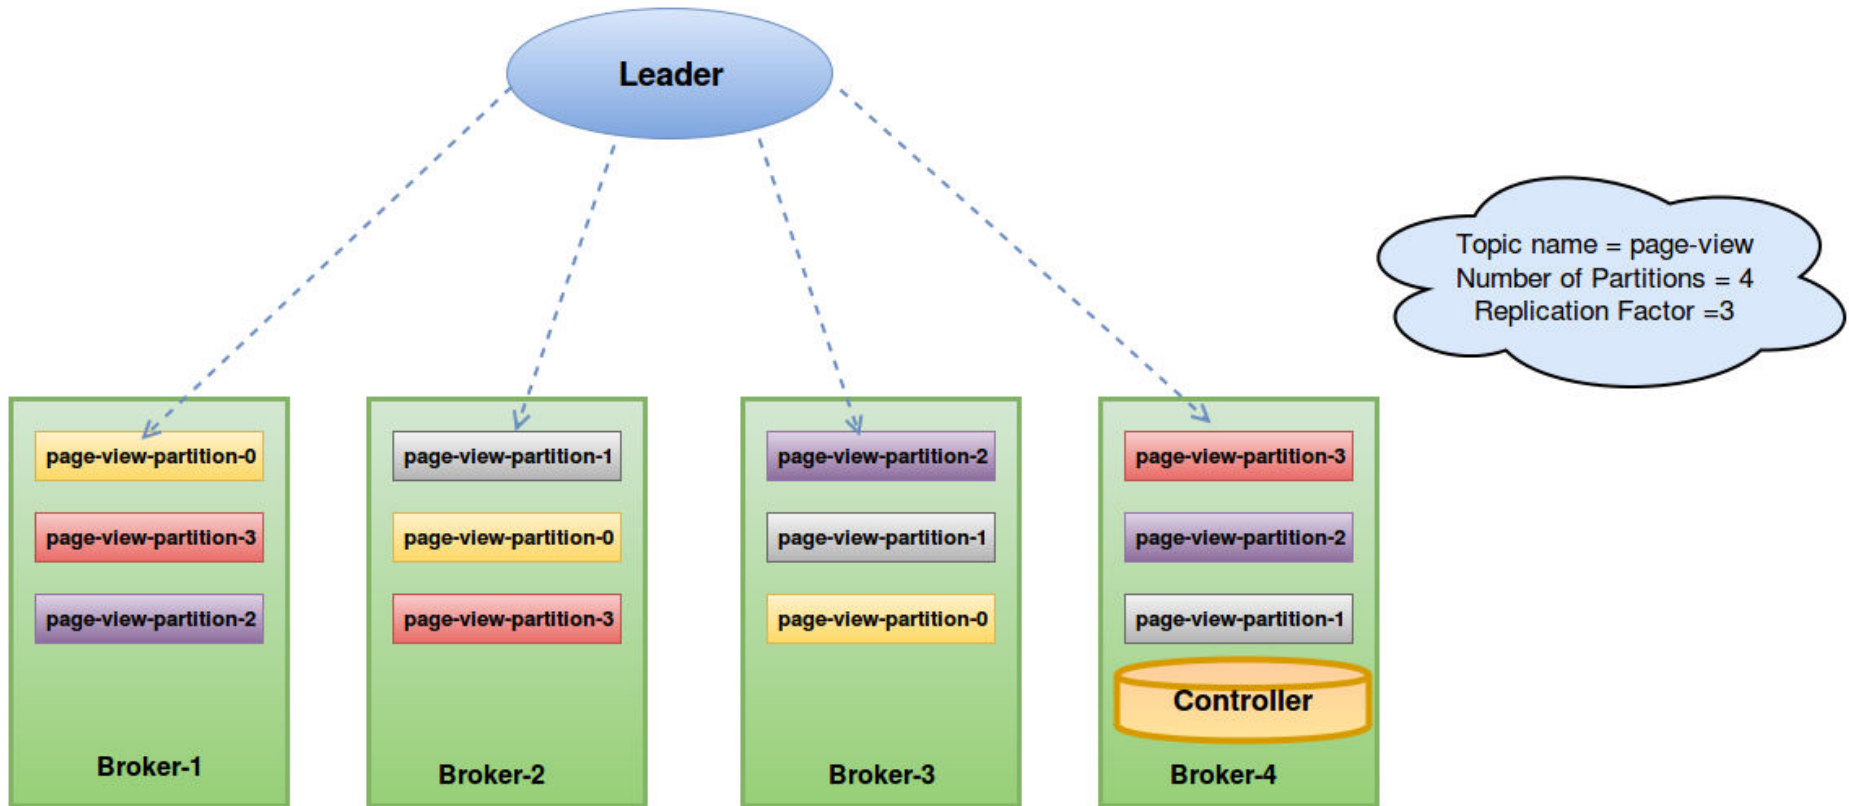 Leader
Topic name = page-view
Number of Partitions = 4
Replication Factor =3
page-view-partition-0
page-view-partition-3
page-view-partition-2
Broker-1
page-view-partition-1
page-view-partition-0
page-view-partition-3
Broker-2
page-view-partition-2
page-view-partition-1
page-view-partition-0
Broker-3
page-view-partition-3
page-view-partition-2
page-view-partition-1
Controller
Broker-4